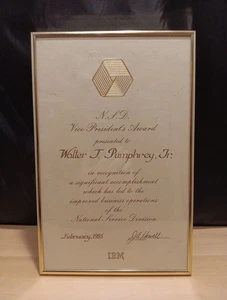 N.S.D.
Vice President's Award
presented to
Walter T. Pumphrey, Jr.
in recognition of
a significant accomplishment
which has led to the
improved business operations
of the
National Service Division
February, 1986
IBM